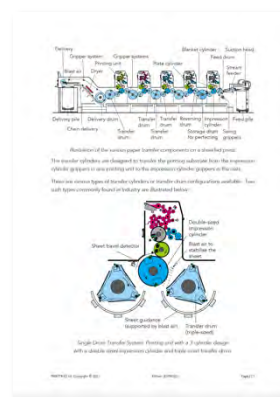 Delivery
Gripper system
Gripper systems
Blanket cylinder
Suction head
Printing unit
Plate cylinder
Feed drum
Blast air
Dryer
Stream
feeder
Delivery pile
Delivery drum
Transfer
drum
Transfer
drum
Reversing
drum
Impression
cylinder
Feed pile
Chain delivery
Transfer
drum
Transfer
drum
Storage drum
for perfecting
Swing
grippers
Illustration of the various paper transfer components on a sheetfed press
The transfer cylinders are designed to transfer the printing substrate from the impression
cylinder grippers in one printing unit to the impression cylinder grippers in the next.
There are various types of transfer cylinders or transfer drum configurations available. Two
such types commonly found in industry are illustrated below:
Double-sized
impression
cylinder
Sheet travel detector
Blast air to
stabilise the
sheet
Sheet guidance
(supported by blast air)
Transfer drum
(triple-sized)
Single Drum Transfer System: Printing unit with a 3 cylinder design
with a double-sized impression cylinder and triple-sized transfer drums